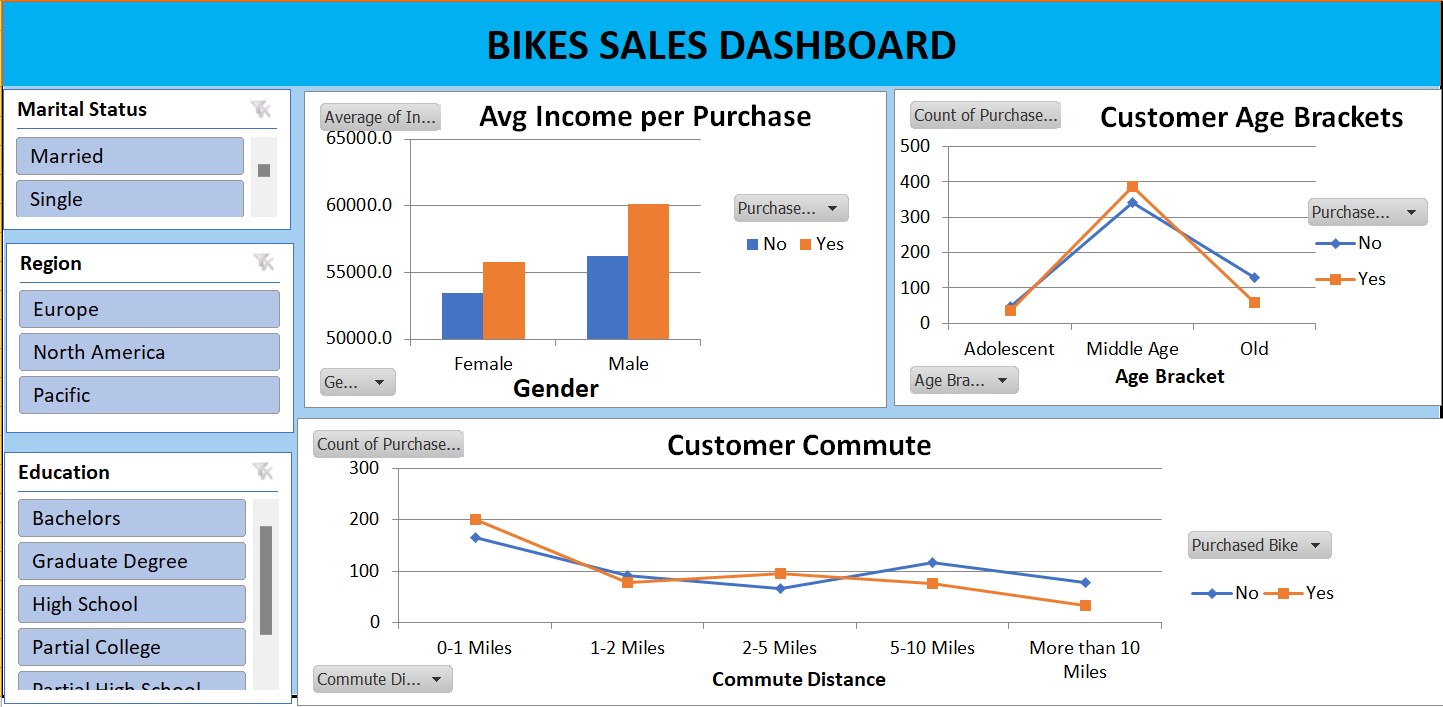 BIKES SALES DASHBOARD
Marital Status
Married
Single
Region
Europe
North America
Pacific
Education
Bachelors
Graduate Degree
High School
Partial College
Partial High School
Average of In...
Avg Income per Purchase
65000.0
60000.0
55000.0
50000.0
Female Male
Purchase...
No Yes
Ge...
Gender
Count of Purchase...
Customer Age Brackets
500
400
300
200
100
0
Adolescent Middle Age Old
Purchase...
No
Yes
Age Bra...
Age Bracket
Count of Purchase...
Customer Commute
300
200
100
0
0-1 Miles 1-2 Miles 2-5 Miles 5-10 Miles More than 10
Miles
Purchased Bike
No Yes
Commute Di...
Commute Distance